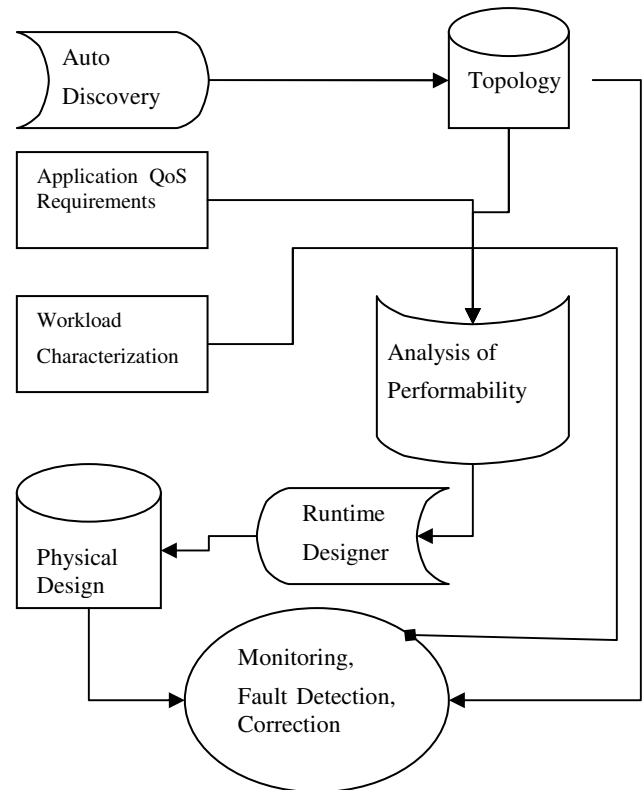 Auto
Discovery
Topology
Application QoS
Requirements
Workload
Characterization
Analysis of
Performability
Runtime
Designer
Physical
Design
Monitoring,
Fault Detection,
Correction